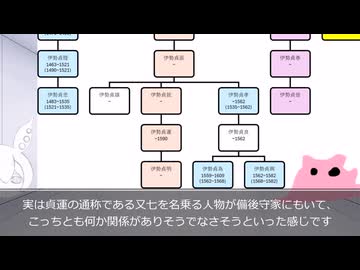 伊勢貞陸
1463~1521
(1490~1521)
伊勢貞辰
~
伊勢貞
~
伊勢貞忠
1483~1535
(1521~1535)
伊勢貞雄
~
伊勢貞
~
伊勢貞孝
~1562
(1535~1562)
伊勢貞
~
伊勢貞運
~1590
伊勢貞良
~1562
伊勢貞明
~
伊勢貞為
1559~1609
(1562~1568)
伊勢貞興
1562~1582
(1568~1582)
実は貞運の通称である又七を名乗る人物が備後守家にもいて、
こっちとも何か関係がありそうでなさそうといった感じです